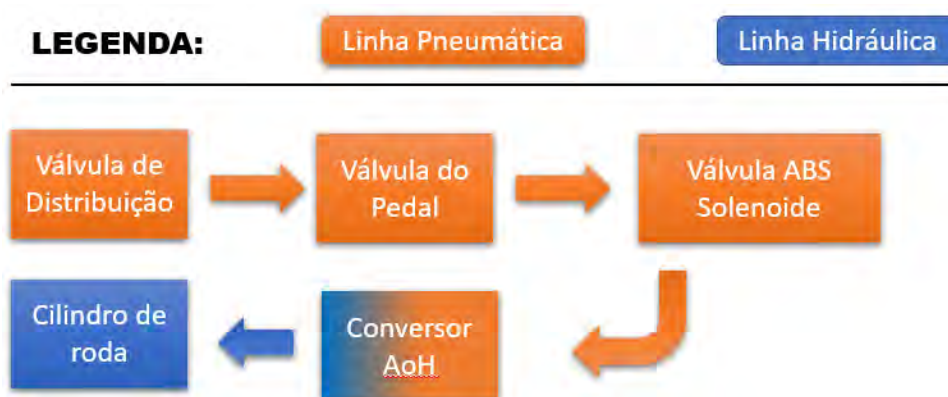 LEGENDA:
Linha Pneumática
Linha Hidráulica
Válvula de
Distribuição
Válvula do
Pedal
Válvula ABS
Solenoide
Cilindro de
roda
Conversor
AoH